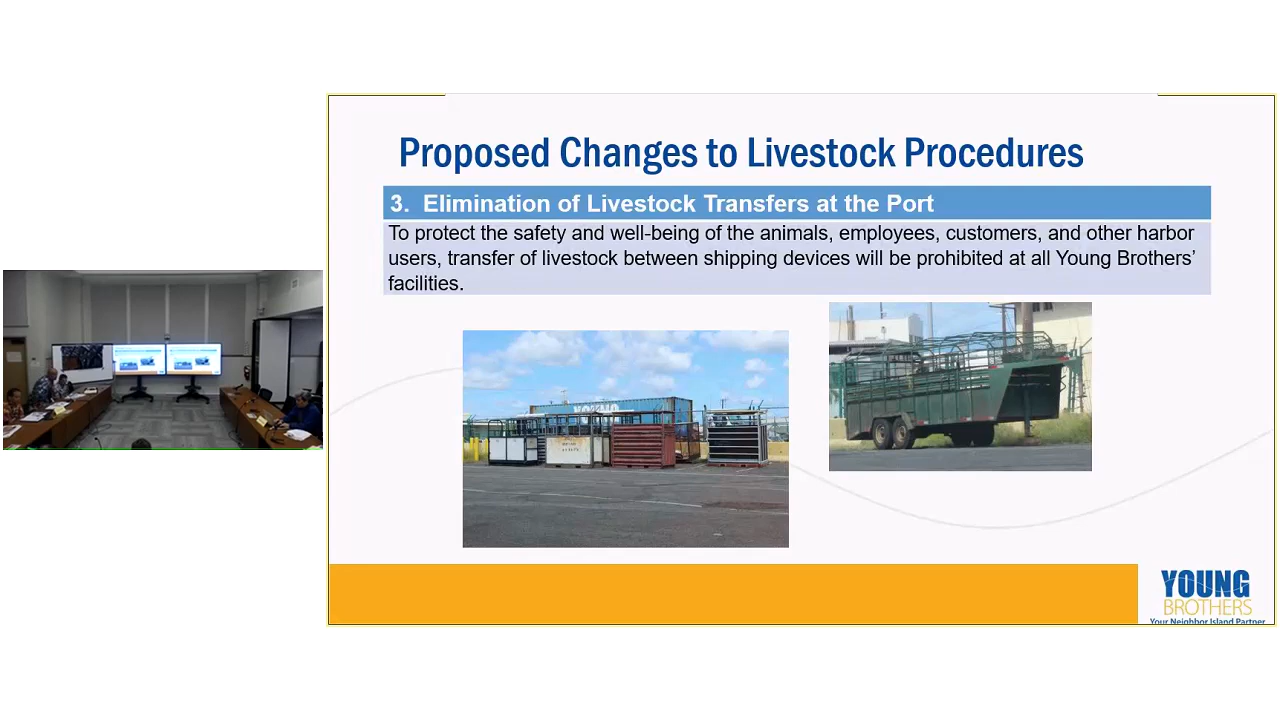 Proposed Changes to Livestock Procedures
3. Elimination of Livestock Transfers at the Port
To protect the safety and well-being of the animals, employees, customers, and other harbor
users, transfer of livestock between shipping devices will be prohibited at all Young Brothers’
facilities.
YOUNG
BROTHERS
Your Neighbor Island Partner